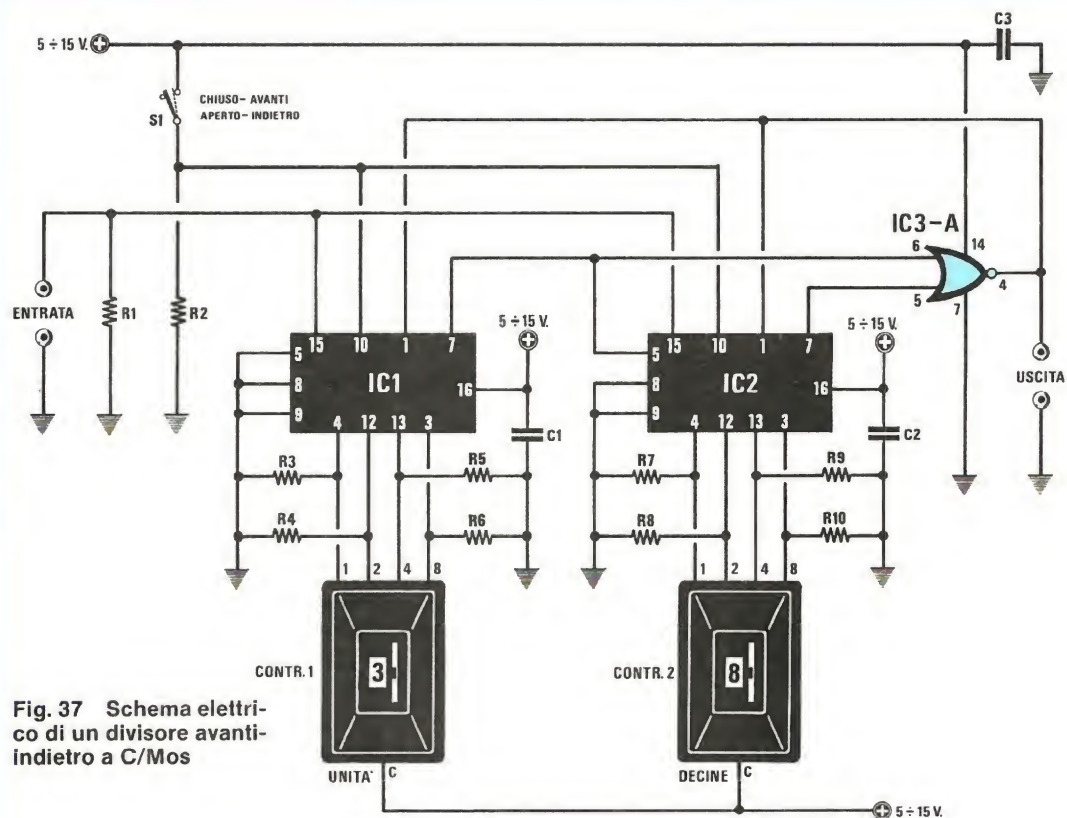 C3
5 ÷ 15 V.
S1
CHIUSO - AVANTI
APERTO - INDIETRO
IC3-A
6
14
4
5
7
ENTRATA
R1
R2
5 ÷ 15 V.
5 ÷ 15 V.
USCITA
15
10
1
7
5
8
9
IC1
16
4
12
13
3
C1
15
10
1
7
5
8
9
IC2
16
4
12
13
3
C2
R3
R5
R4
R6
R7
R9
R8
R10
1
2
4
8
1
2
4
8
CONTR. 1
3
CONTR. 2
8
Fig. 37 Schema elettri-
co di un divisore avanti-
indietro a C/Mos
UNITA'
C
DECINE
C
5 ÷ 15 V.